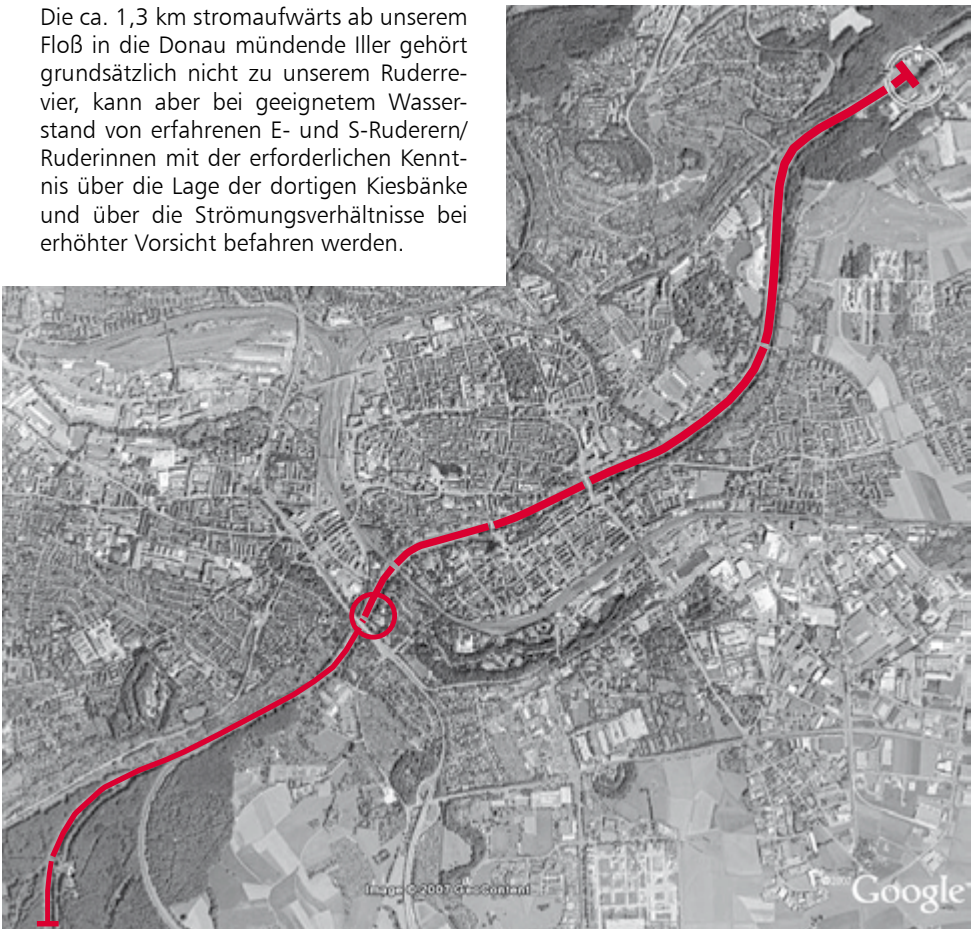 Die ca. 1,3 km stromaufwärts ab unserem
Floß in die Donau mündende Iller gehört
grundsätzlich nicht zu unserem Ruderre-
vier, kann aber bei geeignetem Wasser-
stand von erfahrenen E- und S-Ruderern/
Ruderinnen mit der erforderlichen Kennt-
nis über die Lage der dortigen Kiesbänke
und über die Strömungsverhältnisse bei
erhöhter Vorsicht befahren werden.
Image © 2007 GeoContent
©2007 Google